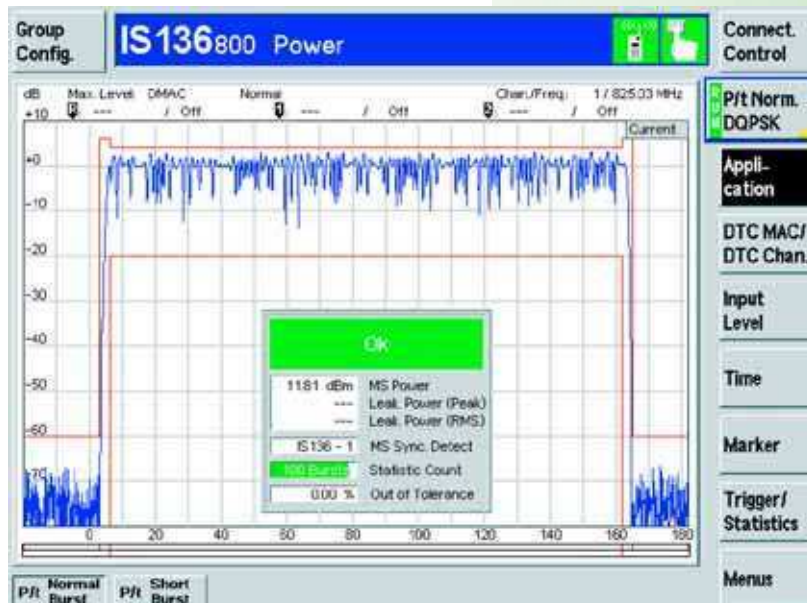 Group
Config.
IS136800 Power
Connect.
Control
dB Max. Level DMAC Normal Chan./Freq.: 1 / 825.03 MHz
+10 --- / Off --- / Off --- / Off
Current
+0
-10
-20
-30
-40
-50
-60
-70
0 20 40 60 80 100 120 140 160 180
Ok
11.81 dBm MS Power
--- Leak. Power (Peak)
--- Leak. Power (RMS)
IS136 - 1 MS Sync. Detect
100 Bursts Statistic Count
0.00 % Out of Tolerance
P/t Norm.
DQPSK
Appli-
cation
DTC MAC/
DTC Chan.
Input
Level
Time
Marker
Trigger/
Statistics
Menus
P/t Normal
Burst
P/t Short
Burst